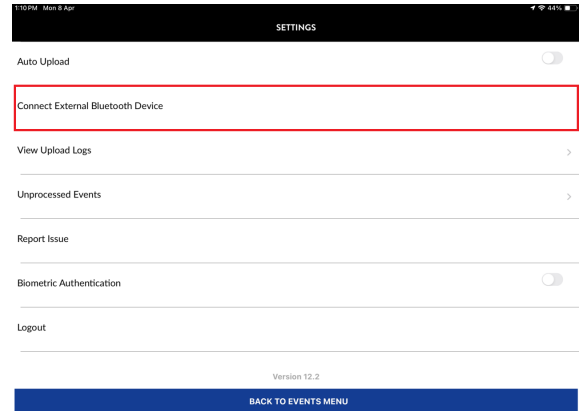 1:10 PM Mon 8 Apr 44%
SETTINGS
Auto Upload
Connect External Bluetooth Device
View Upload Logs
Unprocessed Events
Report Issue
Biometric Authentication
Logout
Version 12.2
BACK TO EVENTS MENU